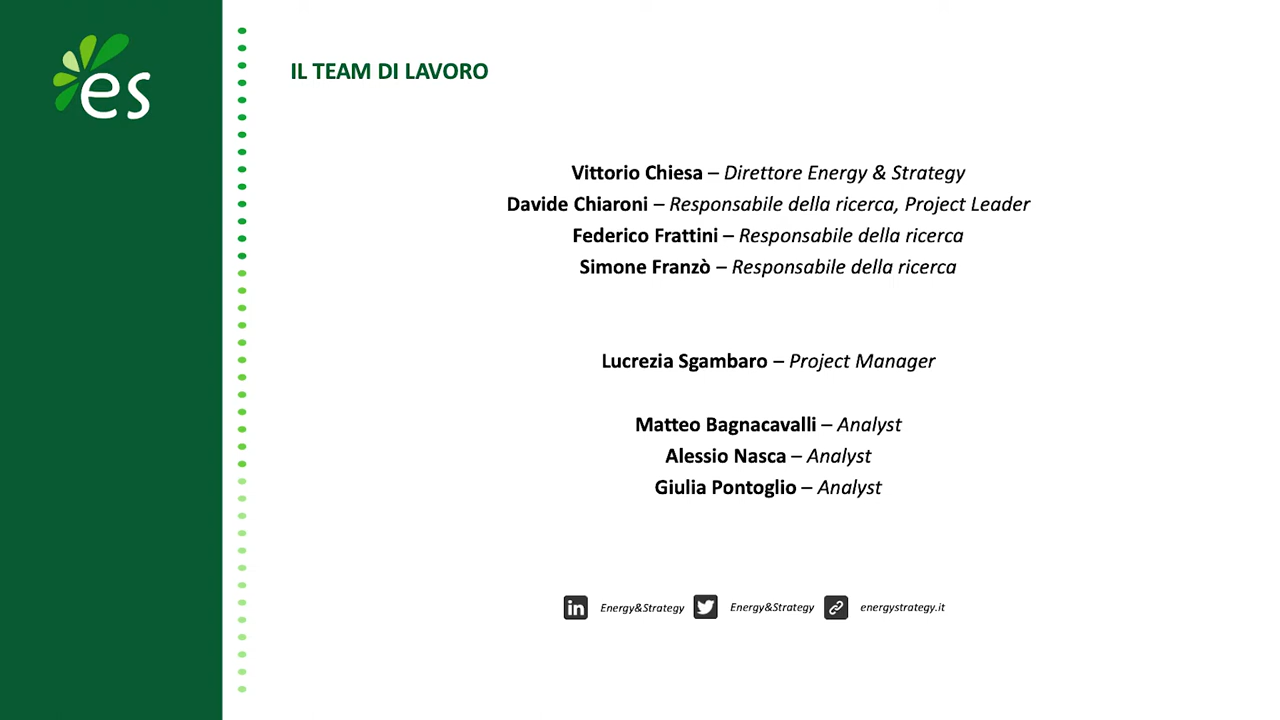 es
IL TEAM DI LAVORO
Vittorio Chiesa – Direttore Energy & Strategy
Davide Chiaroni – Responsabile della ricerca, Project Leader
Federico Frattini – Responsabile della ricerca
Simone Franzò – Responsabile della ricerca
Lucrezia Sgambaro – Project Manager
Matteo Bagnacavalli – Analyst
Alessio Nasca – Analyst
Giulia Pontoglio – Analyst
in Energy&Strategy Energy&Strategy energystrategy.it